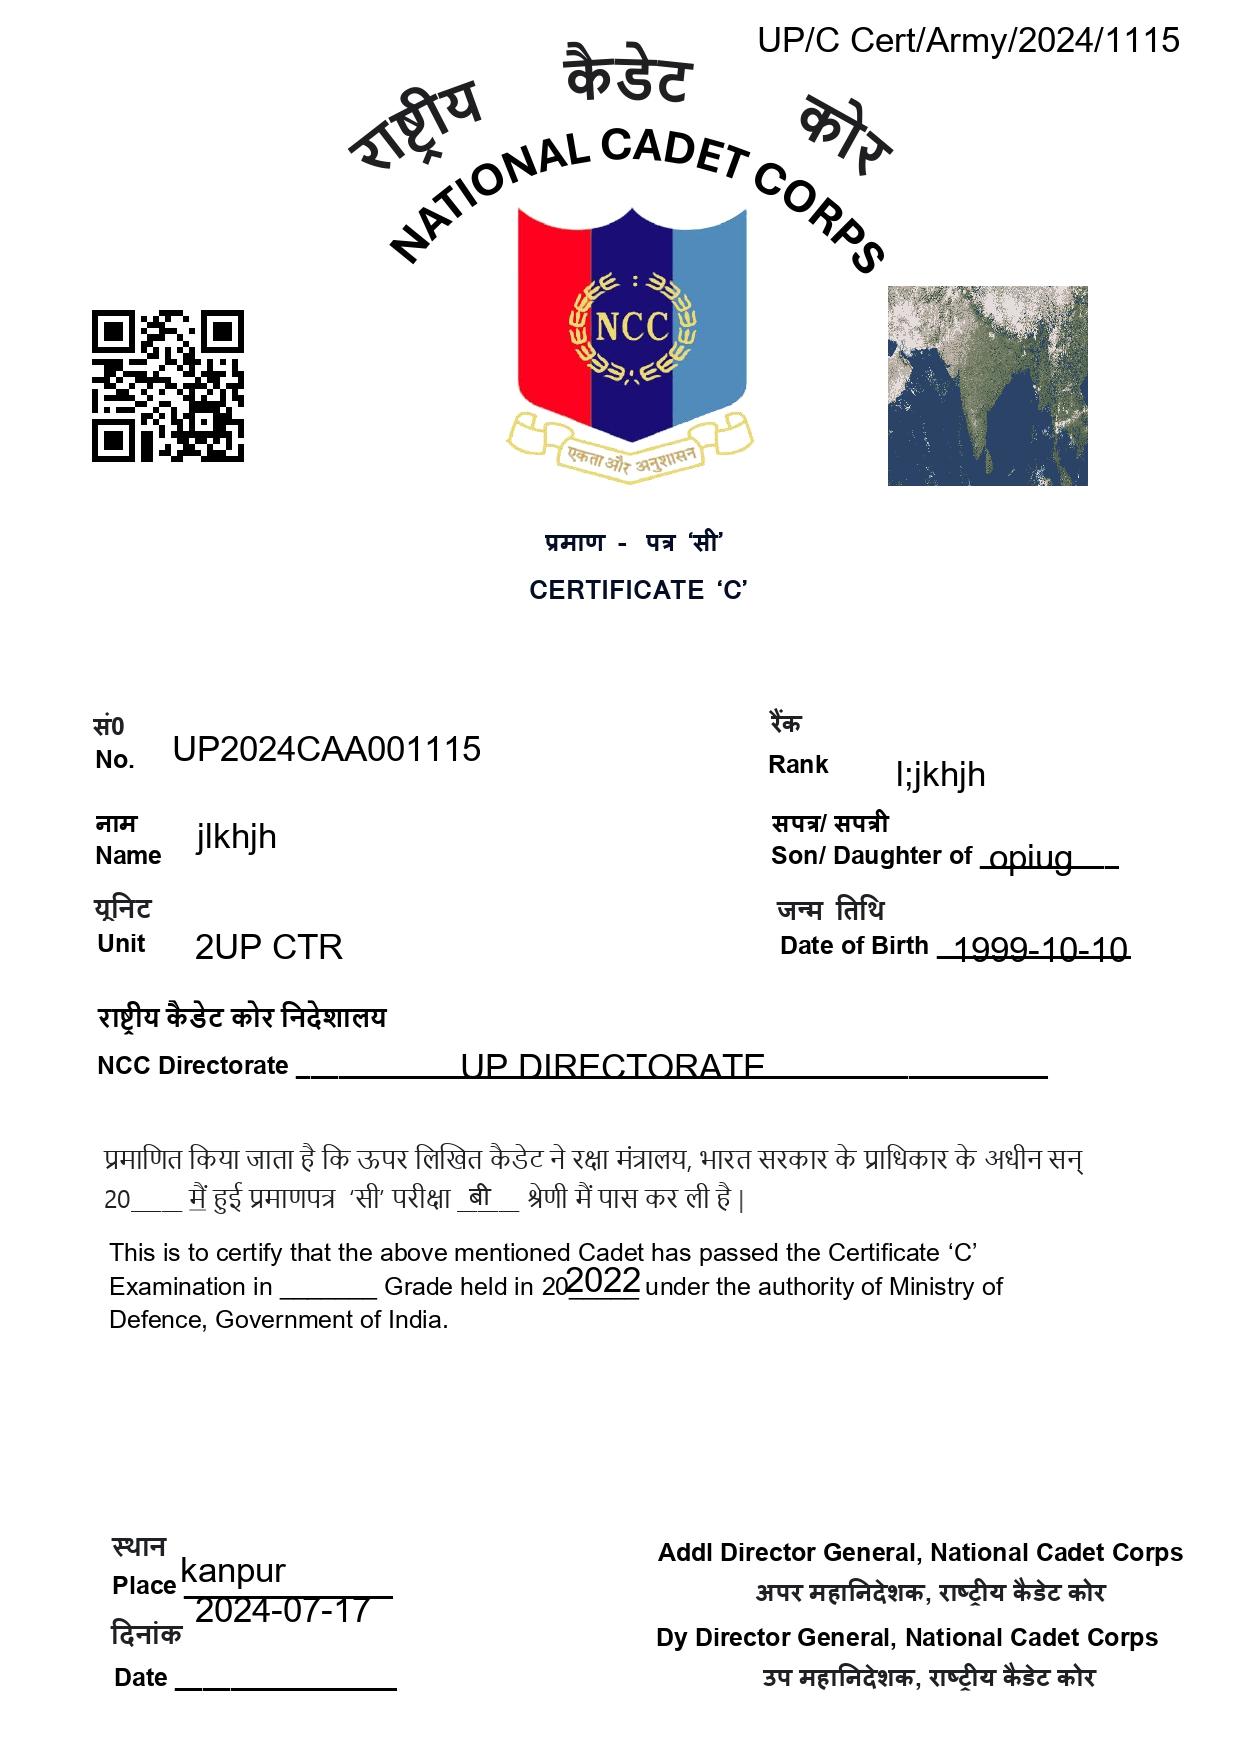 UP/C Cert/Army/2024/1115
राष्ट्रीय कैडेट कोर
NATIONAL CADET CORPS
NCC
एकता और अनुशासन
प्रमाण - पत्र ‘सी’
CERTIFICATE ‘C’
सं0
No. UP2024CAA001115
रैंक
Rank l;jkhjh
नाम
Name jlkhjh
सपत्र/ सपत्री
Son/ Daughter of opiug
यूनिट
Unit 2UP CTR
जन्म तिथि
Date of Birth 1999-10-10
राष्ट्रीय कैडेट कोर निदेशालय
NCC Directorate UP DIRECTORATE
प्रमाणित किया जाता है कि ऊपर लिखित कैडेट ने रक्षा मंत्रालय, भारत सरकार के प्राधिकार के अधीन सन्
20____ मैं हुई प्रमाणपत्र ‘सी’ परीक्षा बी श्रेणी मैं पास कर ली है |
This is to certify that the above mentioned Cadet has passed the Certificate ‘C’
Examination in _______ Grade held in 202022 under the authority of Ministry of
Defence, Government of India.
स्थान
Place kanpur
2024-07-17
दिनांक
Date ________________
Addl Director General, National Cadet Corps
अपर महानिदेशक, राष्ट्रीय कैडेट कोर
Dy Director General, National Cadet Corps
उप महानिदेशक, राष्ट्रीय कैडेट कोर